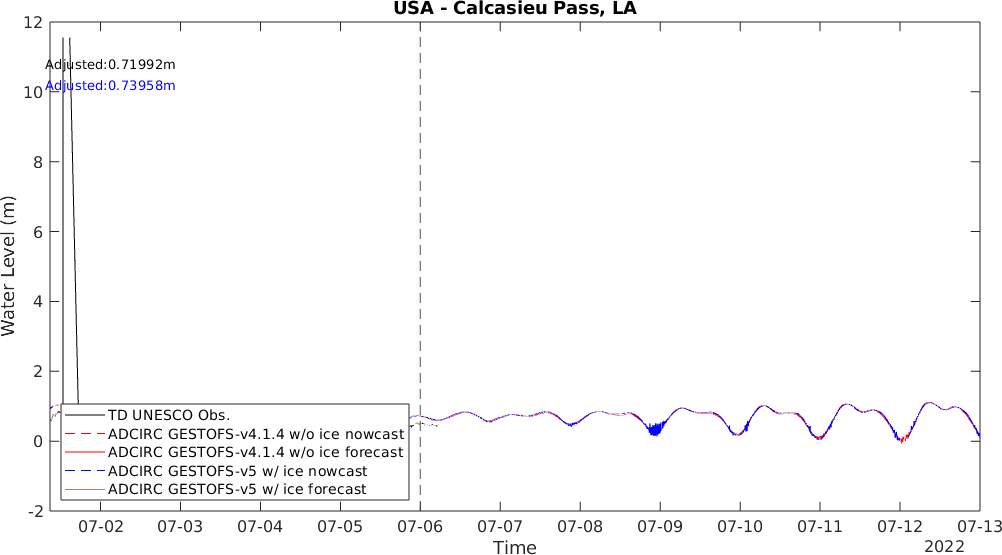 USA - Calcasieu Pass, LA
12
Adjusted:0.71992m
Adjusted:0.73958m
10
8
6
4
2
0
-2
Water Level (m)
TD UNESCO Obs.
ADCIRC GESTOFS-v4.1.4 w/o ice nowcast
ADCIRC GESTOFS-v4.1.4 w/o ice forecast
ADCIRC GESTOFS-v5 w/ ice nowcast
ADCIRC GESTOFS-v5 w/ ice forecast
07-02 07-03 07-04 07-05 07-06 07-07 07-08 07-09 07-10 07-11 07-12 07-13
Time
2022